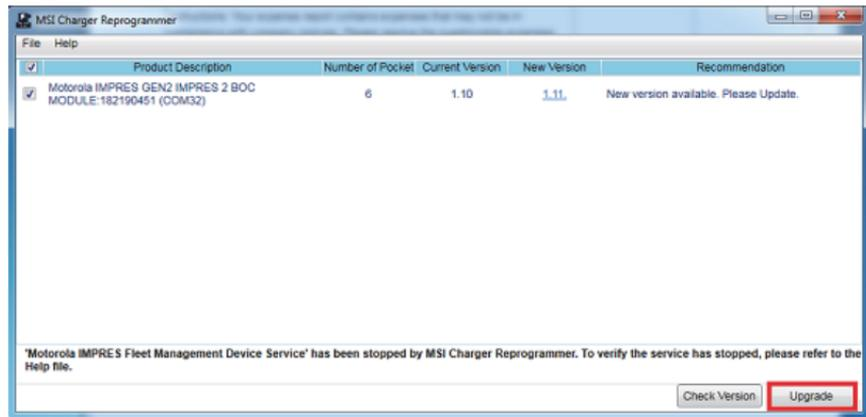 MSI Charger Reprogrammer
File Help
Product Description Number of Pocket Current Version New Version Recommendation
Motorola IMPRES GEN2 IMPRES 2 BOC
MODULE:182190451 (COM32) 6 1.10 1.11. New version available. Please Update.
'Motorola IMPRES Fleet Management Device Service' has been stopped by MSI Charger Reprogrammer. To verify the service has stopped, please refer to the
Help file.
Check Version Upgrade